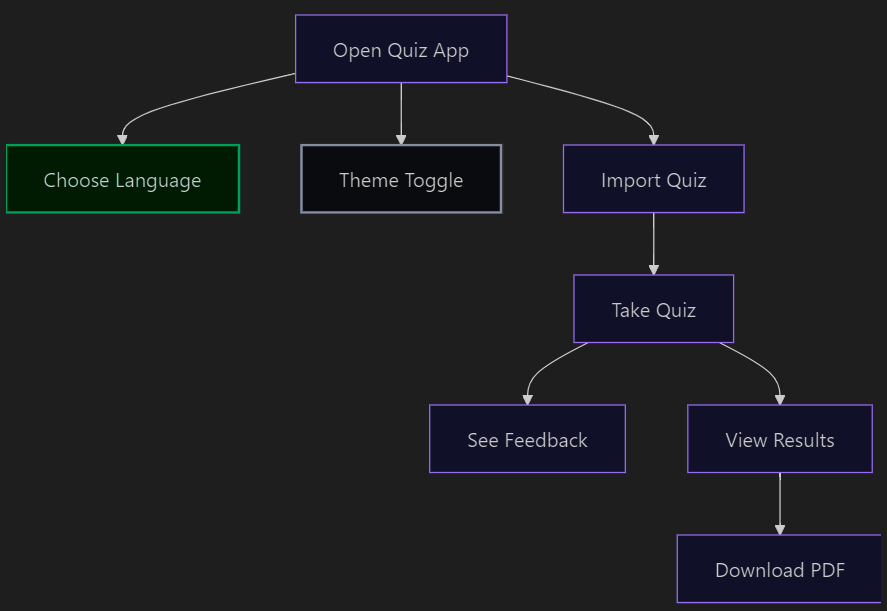 Open Quiz App
Choose Language
Theme Toggle
Import Quiz
Take Quiz
See Feedback
View Results
Download PDF